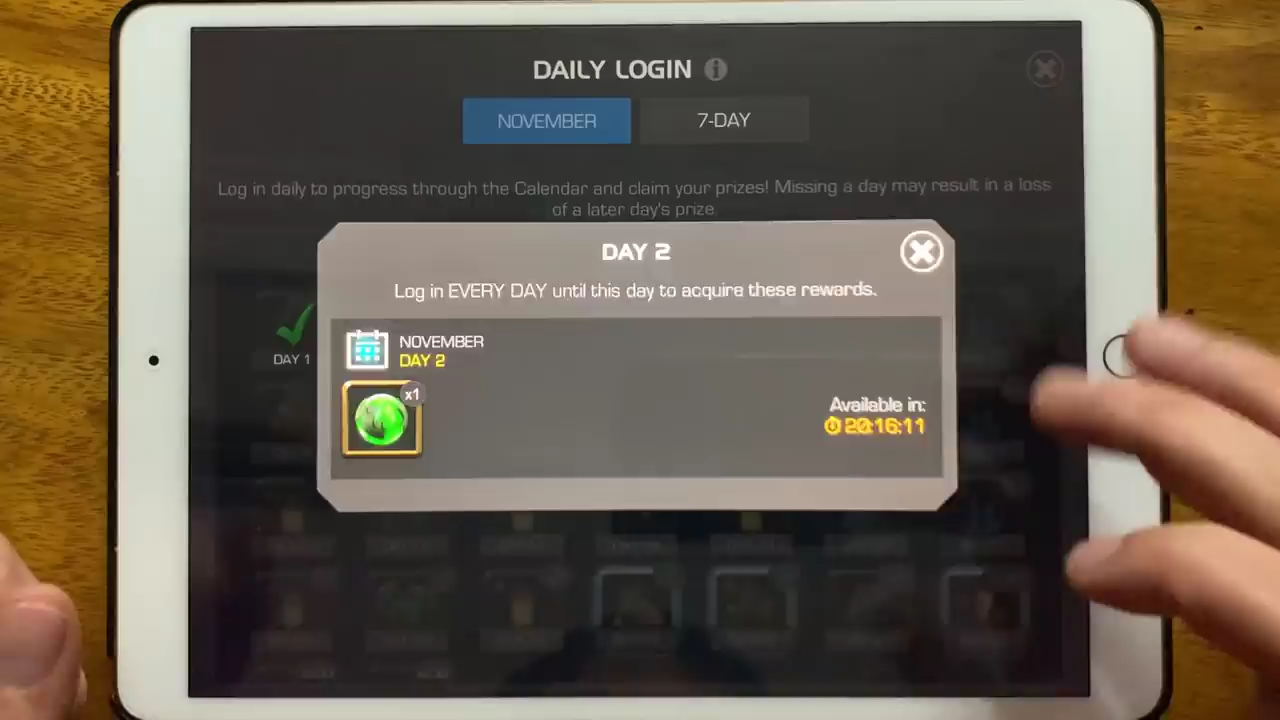 DAILY LOGIN
NOVEMBER
7-DAY
Log in daily to progress through the Calendar and claim your prizes! Missing a day may result in a loss
of a later day's prize.
DAY 2
Log in EVERY DAY until this day to acquire these rewards.
DAY 1
NOVEMBER
DAY 2
x1
Available in:
20:16:11